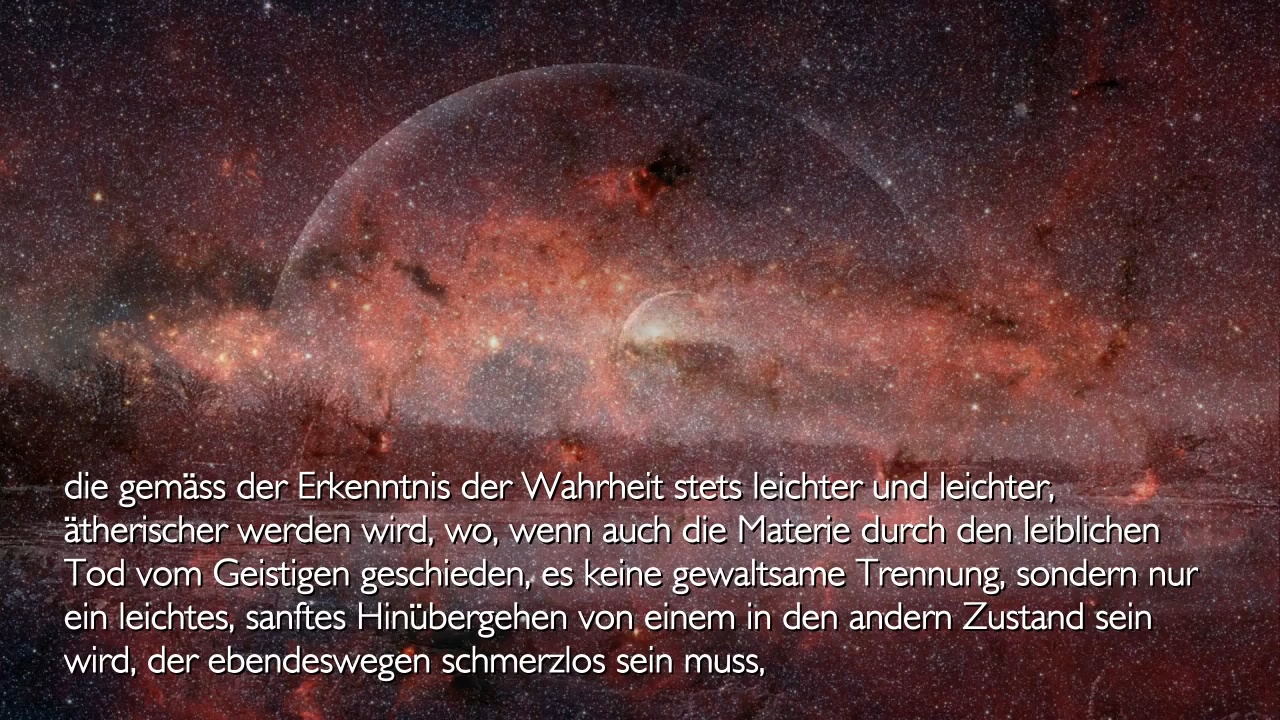 die gemäss der Erkenntnis der Wahrheit stets leichter und leichter,
ätherischer werden wird, wo, wenn auch die Materie durch den leiblichen
Tod vom Geistigen geschieden, es keine gewaltsame Trennung, sondern nur
ein leichtes, sanftes Hinübergehen von einem in den andern Zustand sein
wird, der ebendeswegen schmerzlos sein muss,